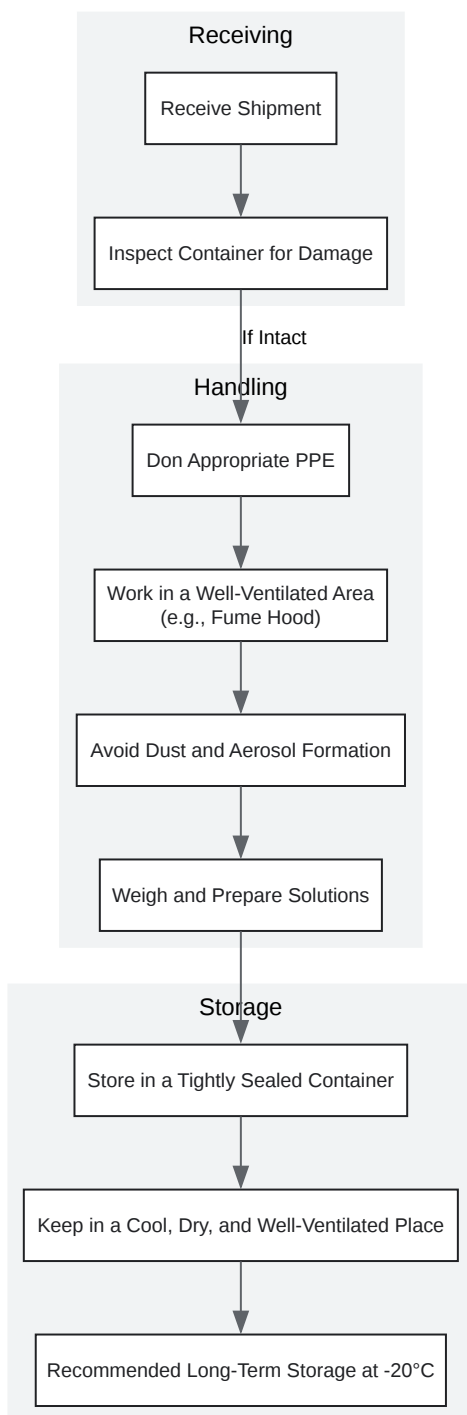 Receiving
Receive Shipment
Inspect Container for Damage
If Intact
Handling
Don Appropriate PPE
Work in a Well-Ventilated Area
(e.g., Fume Hood)
Avoid Dust and Aerosol Formation
Weigh and Prepare Solutions
Storage
Store in a Tightly Sealed Container
Keep in a Cool, Dry, and Well-Ventilated Place
Recommended Long-Term Storage at -20°C